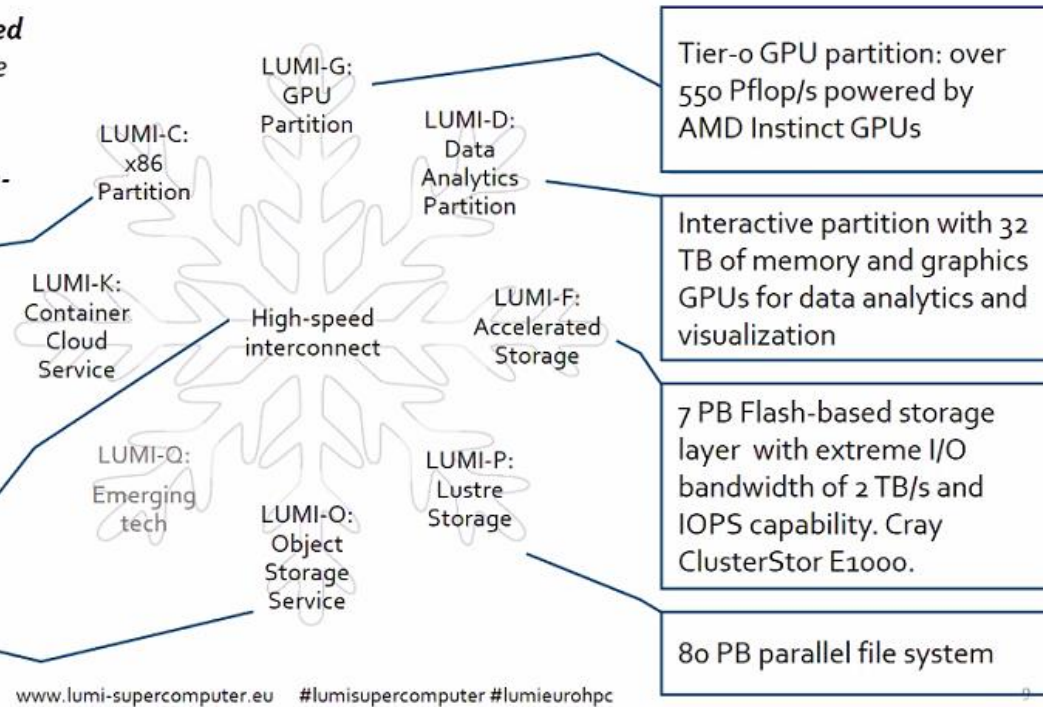 ed
e
-
LUMI-G:
GPU
Partition
LUMI-C:
x86
Partition
LUMI-D:
Data
Analytics
Partition
LUMI-K:
Container
Cloud
Service
High-speed
interconnect
LUMI-F:
Accelerated
Storage
LUMI-Q:
Emerging
tech
LUMI-O:
Object
Storage
Service
LUMI-P:
Lustre
Storage
Tier-0 GPU partition: over
550 Pflop/s powered by
AMD Instinct GPUs
Interactive partition with 32
TB of memory and graphics
GPUs for data analytics and
visualization
7 PB Flash-based storage
layer with extreme I/O
bandwidth of 2 TB/s and
IOPS capability. Cray
ClusterStor E1000.
80 PB parallel file system
www.lumi-supercomputer.eu #lumisupercomputer #lumieurohpc
9